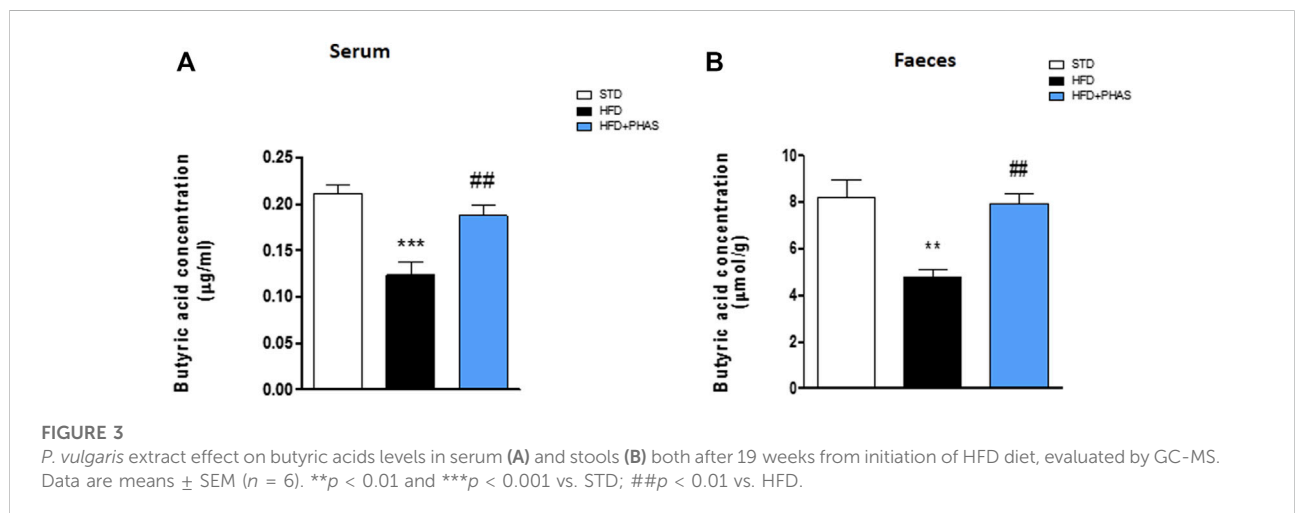 A
Serum
STD
HFD
HFD+PHAS
Butyric acid concentration
(µg/ml)
0.25
0.20
0.15
0.10
0.05
0.00
***
##
B
Faeces
STD
HFD
HFD+PHAS
Butyric acid concentration
(µmol/g)
10
8
6
4
2
0
**
##
FIGURE 3
P. vulgaris extract effect on butyric acids levels in serum (A) and stools (B) both after 19 weeks from initiation of HFD diet, evaluated by GC-MS.
Data are means ± SEM (n = 6). **p < 0.01 and ***p < 0.001 vs. STD; ##p < 0.01 vs. HFD.